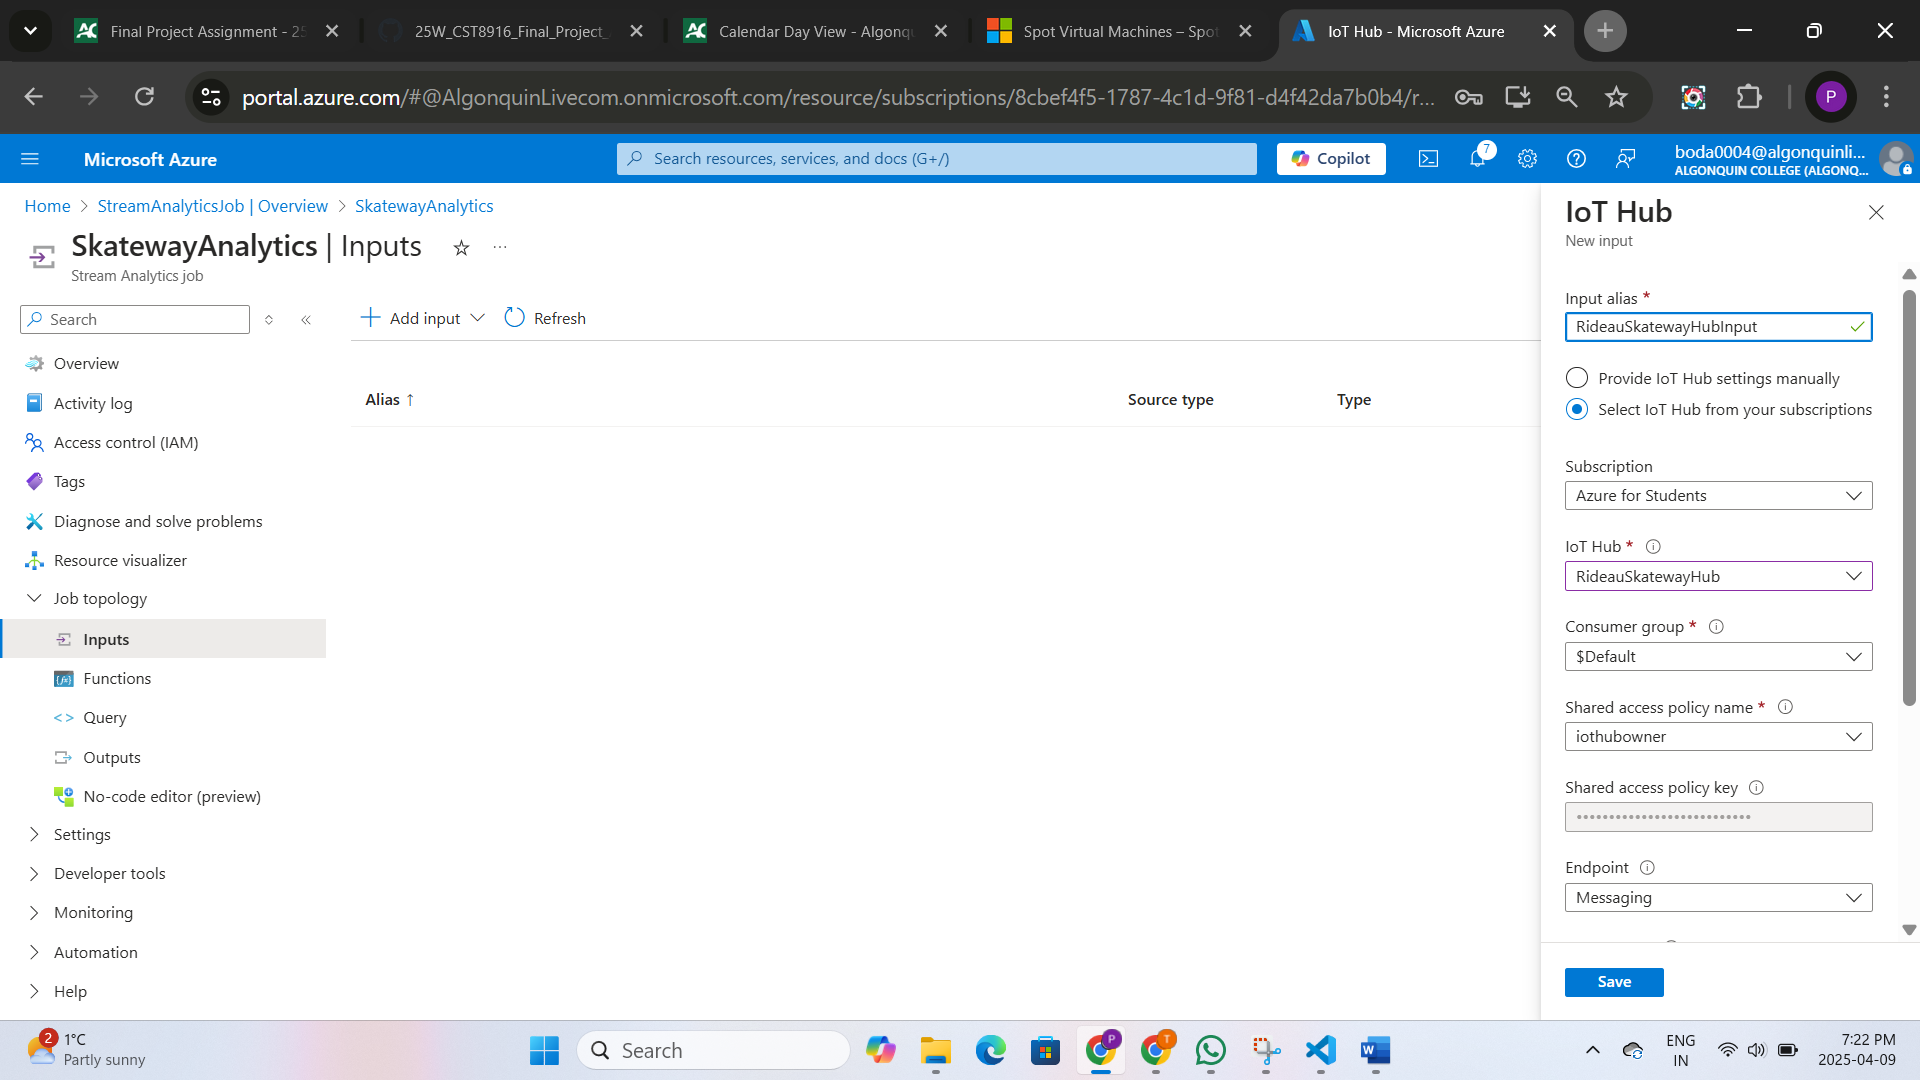 Final Project Assignment - 25
25W_CST8916_Final_Project_
Calendar Day View - Algonqu
Spot Virtual Machines – Spot
IoT Hub - Microsoft Azure
portal.azure.com/#@AlgonquinLivecom.onmicrosoft.com/resource/subscriptions/8cbef4f5-1787-4c1d-9f81-d4f42da7b0b4/r...
P
Microsoft Azure
Search resources, services, and docs (G+/)
Copilot
7
boda0004@algonquinli...
ALGONQUIN COLLEGE (ALGONQ...
Home > StreamAnalyticsJob | Overview > SkatewayAnalytics
SkatewayAnalytics | Inputs
Stream Analytics job
Search
Overview
Activity log
Access control (IAM)
Tags
Diagnose and solve problems
Resource visualizer
Job topology
Inputs
Functions
Query
Outputs
No-code editor (preview)
Settings
Developer tools
Monitoring
Automation
Help
Add input
Refresh
Alias ↑
Source type
Type
IoT Hub
New input
Input alias *
RideauSkatewayHubInput
Provide IoT Hub settings manually
Select IoT Hub from your subscriptions
Subscription
Azure for Students
IoT Hub *
RideauSkatewayHub
Consumer group *
$Default
Shared access policy name *
iothubowner
Shared access policy key
••••••••••••••••••••••••••••
Endpoint
Messaging
Save
2
1°C
Partly sunny
Search
P
T
ENG
IN
7:22 PM
2025-04-09